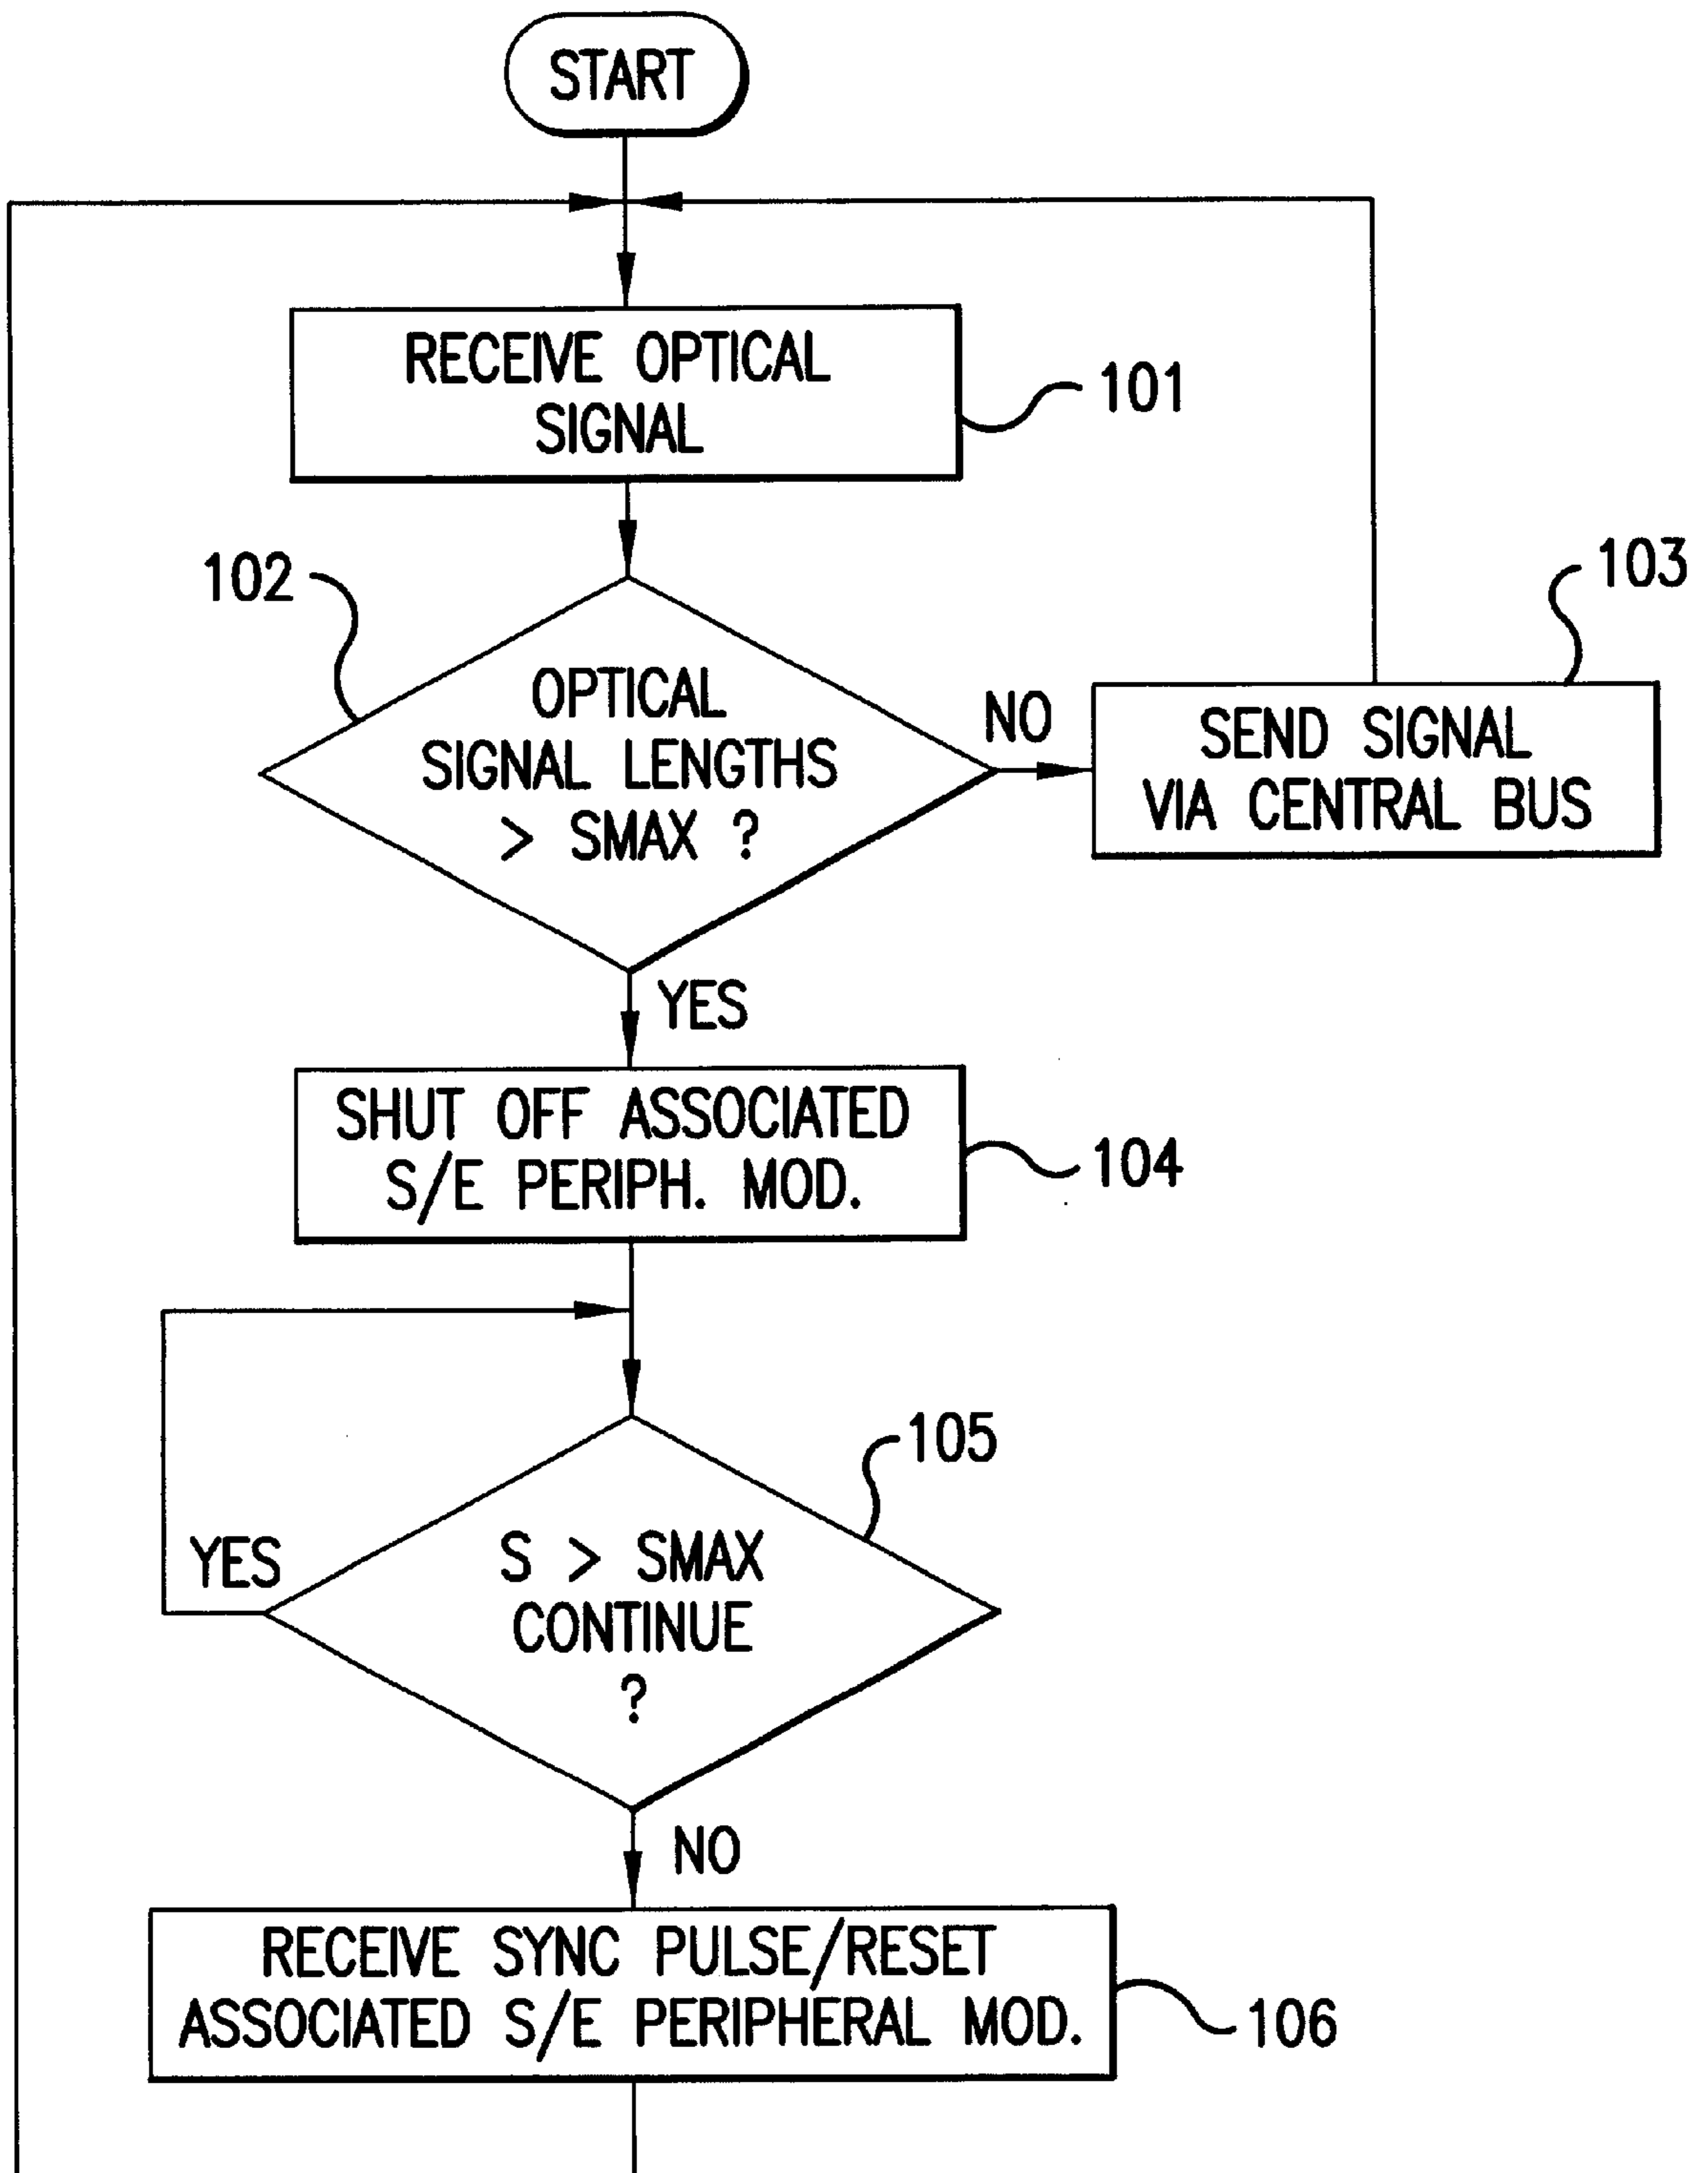 START
RECEIVE OPTICAL
SIGNAL
101
102
OPTICAL
SIGNAL LENGTHS
> SMAX ?
NO
103
SEND SIGNAL
VIA CENTRAL BUS
YES
SHUT OFF ASSOCIATED
S/E PERIPH. MOD.
104
105
YES
S > SMAX
CONTINUE
?
NO
RECEIVE SYNC PULSE/RESET
ASSOCIATED S/E PERIPHERAL MOD.
106